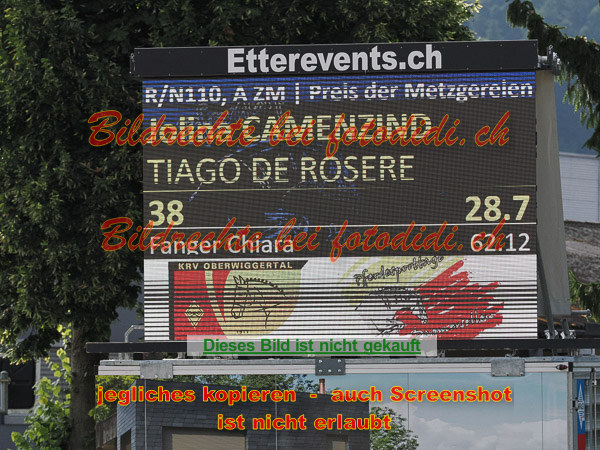 Etterevents.ch
R/N110, A ZM | Preis der Metzgereien
CAMENZIND
Bildrechte bei fotodidi.ch
TIAGO DE ROSERE
38 28.7
Bildrechte bei fotodidi.ch
Fanger Chiara 62.12
KRV OBERWIGGERTAL
Pferdesporttage
Dieses Bild ist nicht gekauft
jegliches kopieren - auch Screenshot
ist nicht erlaubt